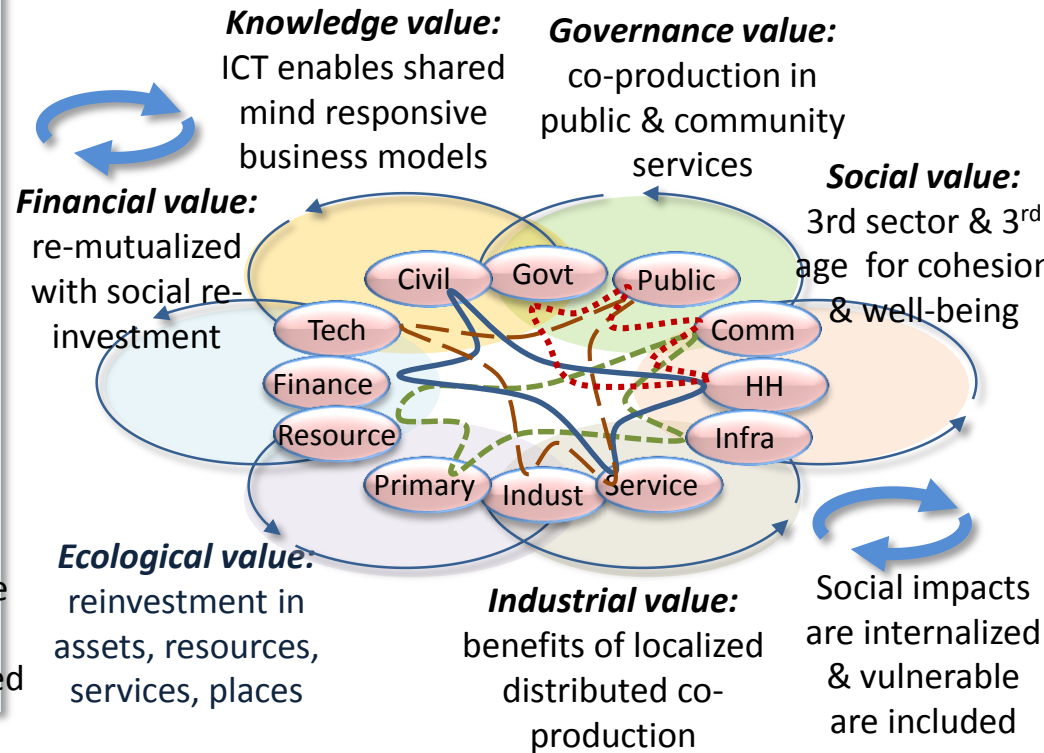 Knowledge value:
ICT enables shared
mind responsive
business models
Governance value:
co-production in
public & community
services
Financial value:
re-mutualized
with social re-
investment
Social value:
3rd sector & 3rd
age for cohesion
& well-being
Civil
Govt
Public
Tech
Comm
Finance
HH
Resource
Infra
Primary
Indust
Service
Ecological value:
reinvestment in
assets, resources,
services, places
Industrial value:
benefits of localized
distributed co-
production
Social impacts
are internalized
& vulnerable
are included